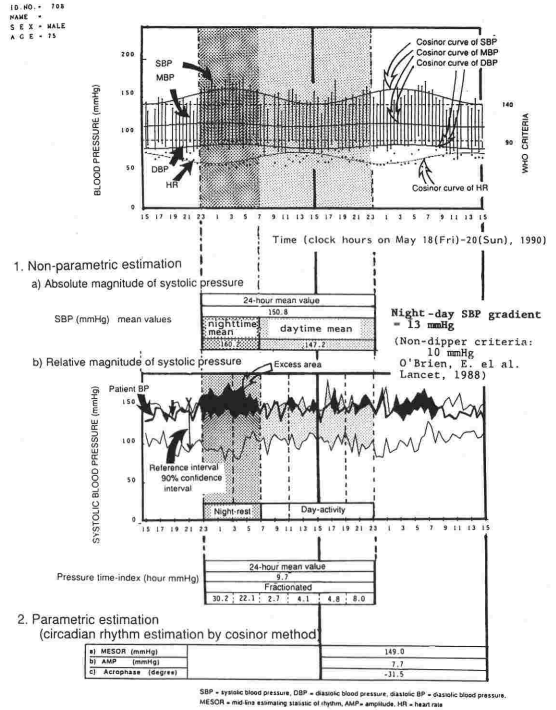 ID.NO.= 708
NAME =
SEX = MALE
AGE = 75
200
150
100
50
0
BLOOD PRESSURE (mmHg)
SBP
MBP
DBP
HR
Cosinor curve of SBP
Cosinor curve of MBP
Cosinor curve of DBP
Cosinor curve of HR
140
90
WHO CRITERIA
15 17 19 21 23 1 3 5 7 9 11 13 15 17 19 21 23 1 3 5 7 9 11 13 15
Time (clock hours on May 18(Fri)-20(Sun), 1990)
1. Non-parametric estimation
a) Absolute magnitude of systolic pressure
24-hour mean value
150.8
SBP (mmHg) mean values
nighttime mean
daytime mean
160.2
147.2
Night-day SBP gradient
= 13 mmHg
(Non-dipper criteria:
10 mmHg
O'Brien, E. el al.
Lancet, 1988)
b) Relative magnitude of systolic pressure
Excess area
Patient BP
150
100
50
0
SYSTOLIC BLOOD PRESSURE (mmHg)
Reference interval
90% confidence
interval
Night-rest
Day-activity
15 17 19 21 23 1 3 5 7 9 11 13 15 17 19 21 23 1 3 5 7 9 11 13 15
24-hour mean value
Pressure time-index (hour mmHg)
9.7
Fractionated
30.2 22.1 2.7 4.1 4.8 8.0
2. Parametric estimation
(circadian rhythm estimation by cosinor method)
a) MESOR (mmHg) 149.0
b) AMP (mmHg) 7.7
c) Acrophase (degree) -31.5
SBP = systolic blood pressure, DBP = diastolic blood pressure, diastolic BP = diastolic blood pressure,
MESOR = mid-line estimating statistic of rhythm, AMP= amplitude, HR = heart rate